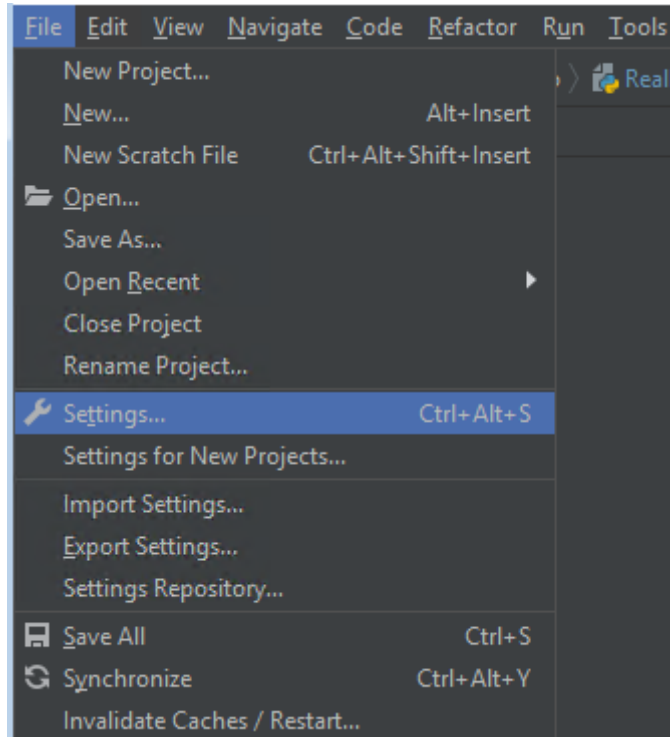 File Edit View Navigate Code Refactor Run Tools
New Project...
Real
New... Alt+Insert
New Scratch File Ctrl+Alt+Shift+Insert
Open...
Save As...
Open Recent
Close Project
Rename Project...
Settings... Ctrl+Alt+S
Settings for New Projects...
Import Settings...
Export Settings...
Settings Repository...
Save All Ctrl+S
Synchronize Ctrl+Alt+Y
Invalidate Caches / Restart...